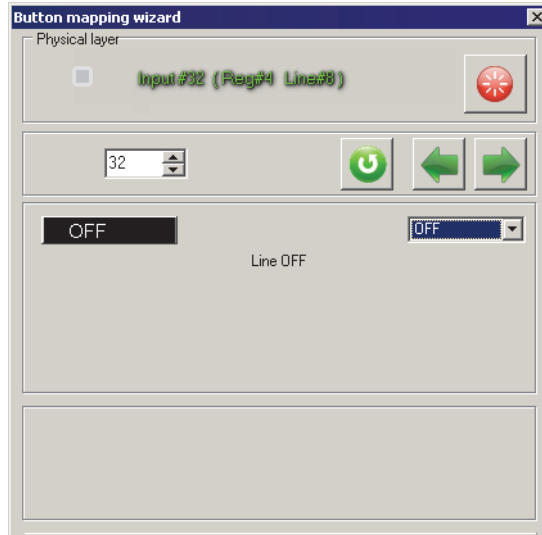 Button mapping wizard
Physical layer
Input #32 (Reg#4 Line#8)
32
OFF
OFF
Line OFF